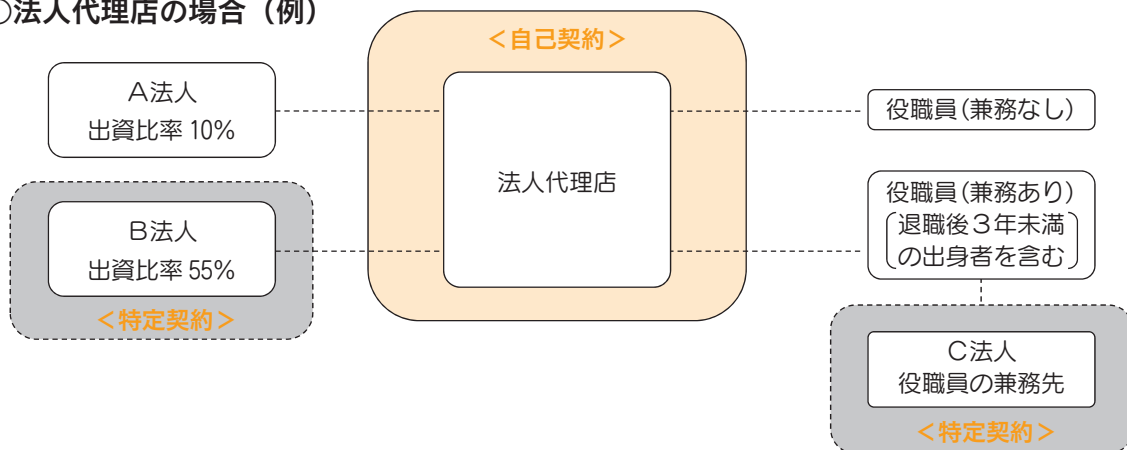 ○法人代理店の場合（例）
＜自己契約＞
A法人
出資比率 10%
B法人
出資比率 55%
＜特定契約＞
法人代理店
役職員（兼務なし）
役職員（兼務あり）
退職後３年未満
の出身者を含む
C法人
役職員の兼務先
＜特定契約＞